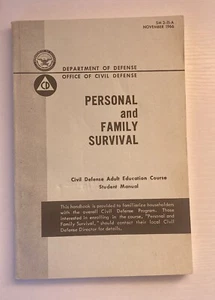 SM-3-11-A
NOVEMBER 1966
DEPARTMENT OF DEFENSE
OFFICE OF CIVIL DEFENSE
CD
PERSONAL
and
FAMILY
SURVIVAL
Civil Defense Adult Education Course
Student Manual
This handbook is provided to familiarize householders
with the overall Civil Defense Program. Those
interested in enrolling in the course, "Personal and
Family Survival," should contact their local Civil
Defense Director for details.